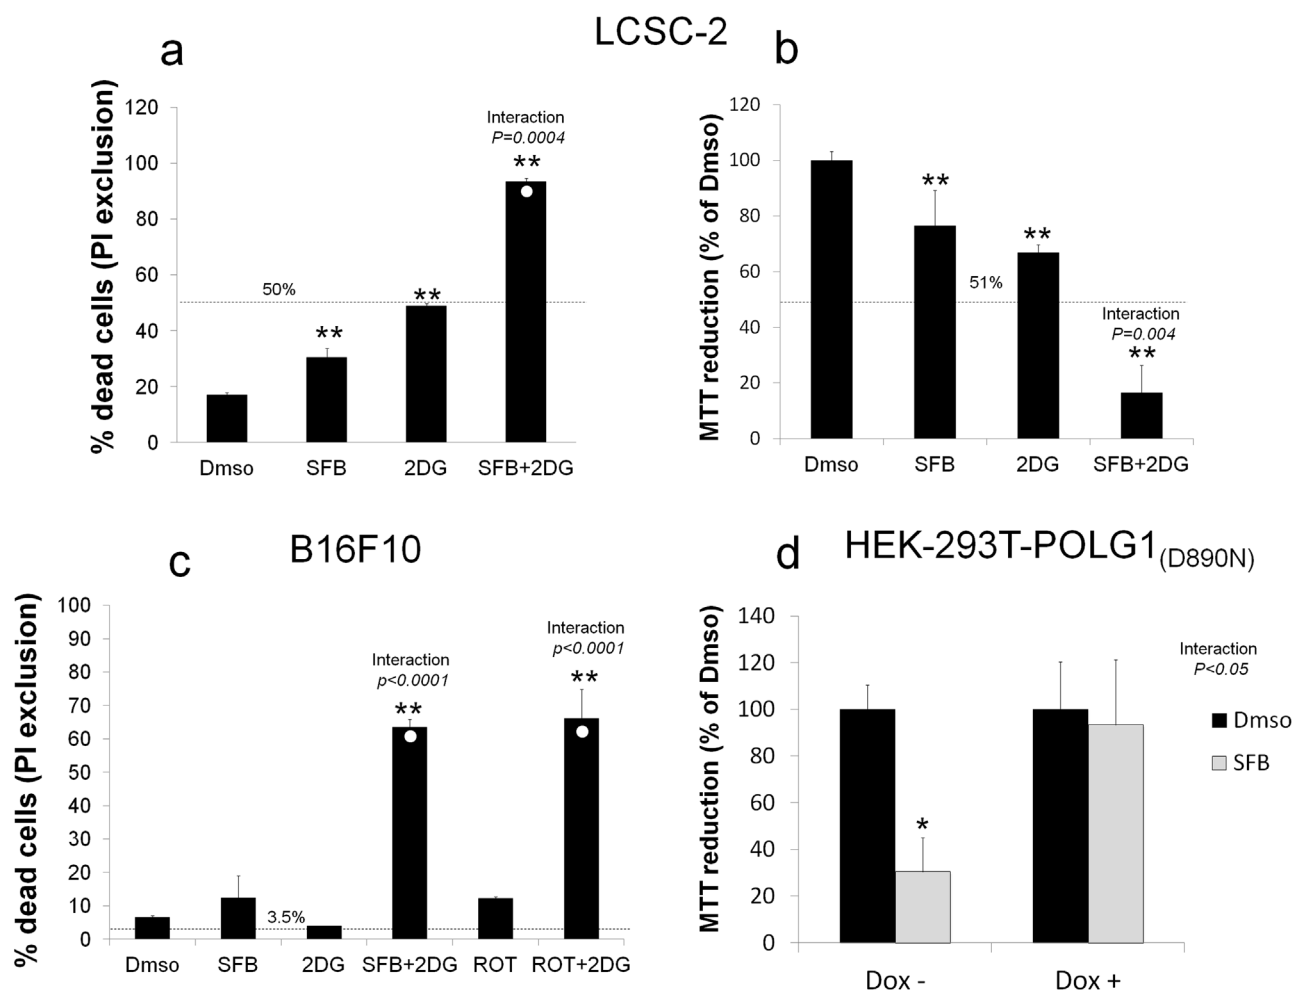 LCSC-2
a
% dead cells (PI exclusion)
120
100
80
60
40
20
0
50%
**
**
Interaction
P=0.0004
**
Dmso
SFB
2DG
SFB+2DG
b
MTT reduction (% of Dmso)
120
100
80
60
40
20
0
**
**
51%
Interaction
P=0.004
**
Dmso
SFB
2DG
SFB+2DG
c
B16F10
% dead cells (PI exclusion)
100
90
80
70
60
50
40
30
20
10
0
3.5%
Interaction
p<0.0001
**
Interaction
p<0.0001
**
Dmso
SFB
2DG
SFB+2DG
ROT
ROT+2DG
d
HEK-293T-POLG1(D890N)
MTT reduction (% of Dmso)
140
120
100
80
60
40
20
0
*
Interaction
P<0.05
Dmso
SFB
Dox -
Dox +